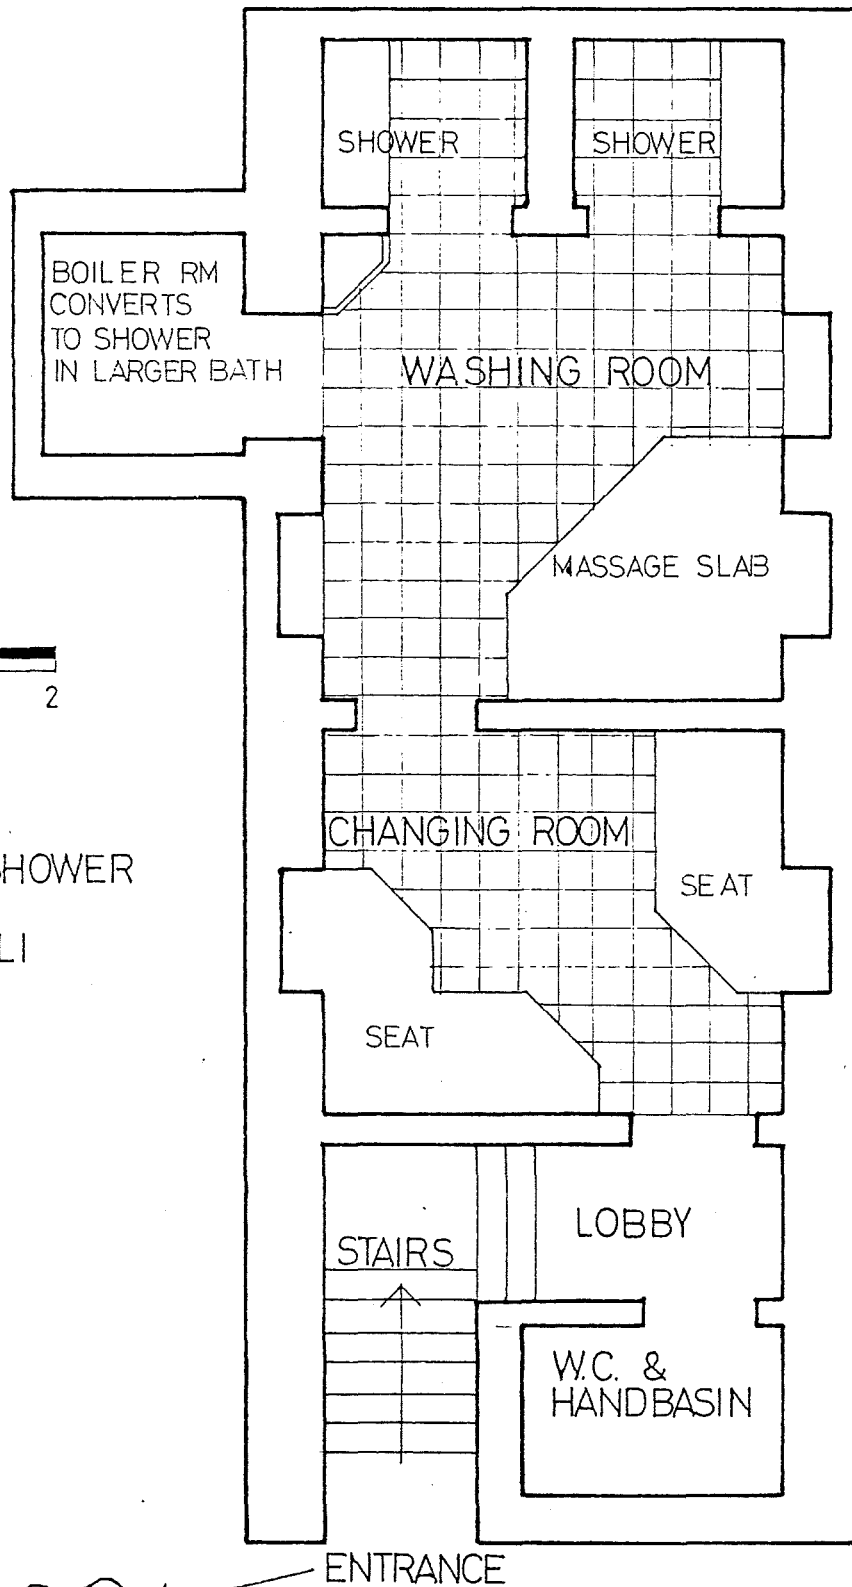 SHOWER
SHOWER
BOILER RM
CONVERTS
TO SHOWER
IN LARGER BATH
WASHING ROOM
MASSAGE SLAB
2
CHANGING ROOM
SHOWER
SEAT
LI
SEAT
LOBBY
STAIRS
W.C. &
HANDBASIN
ENTRANCE